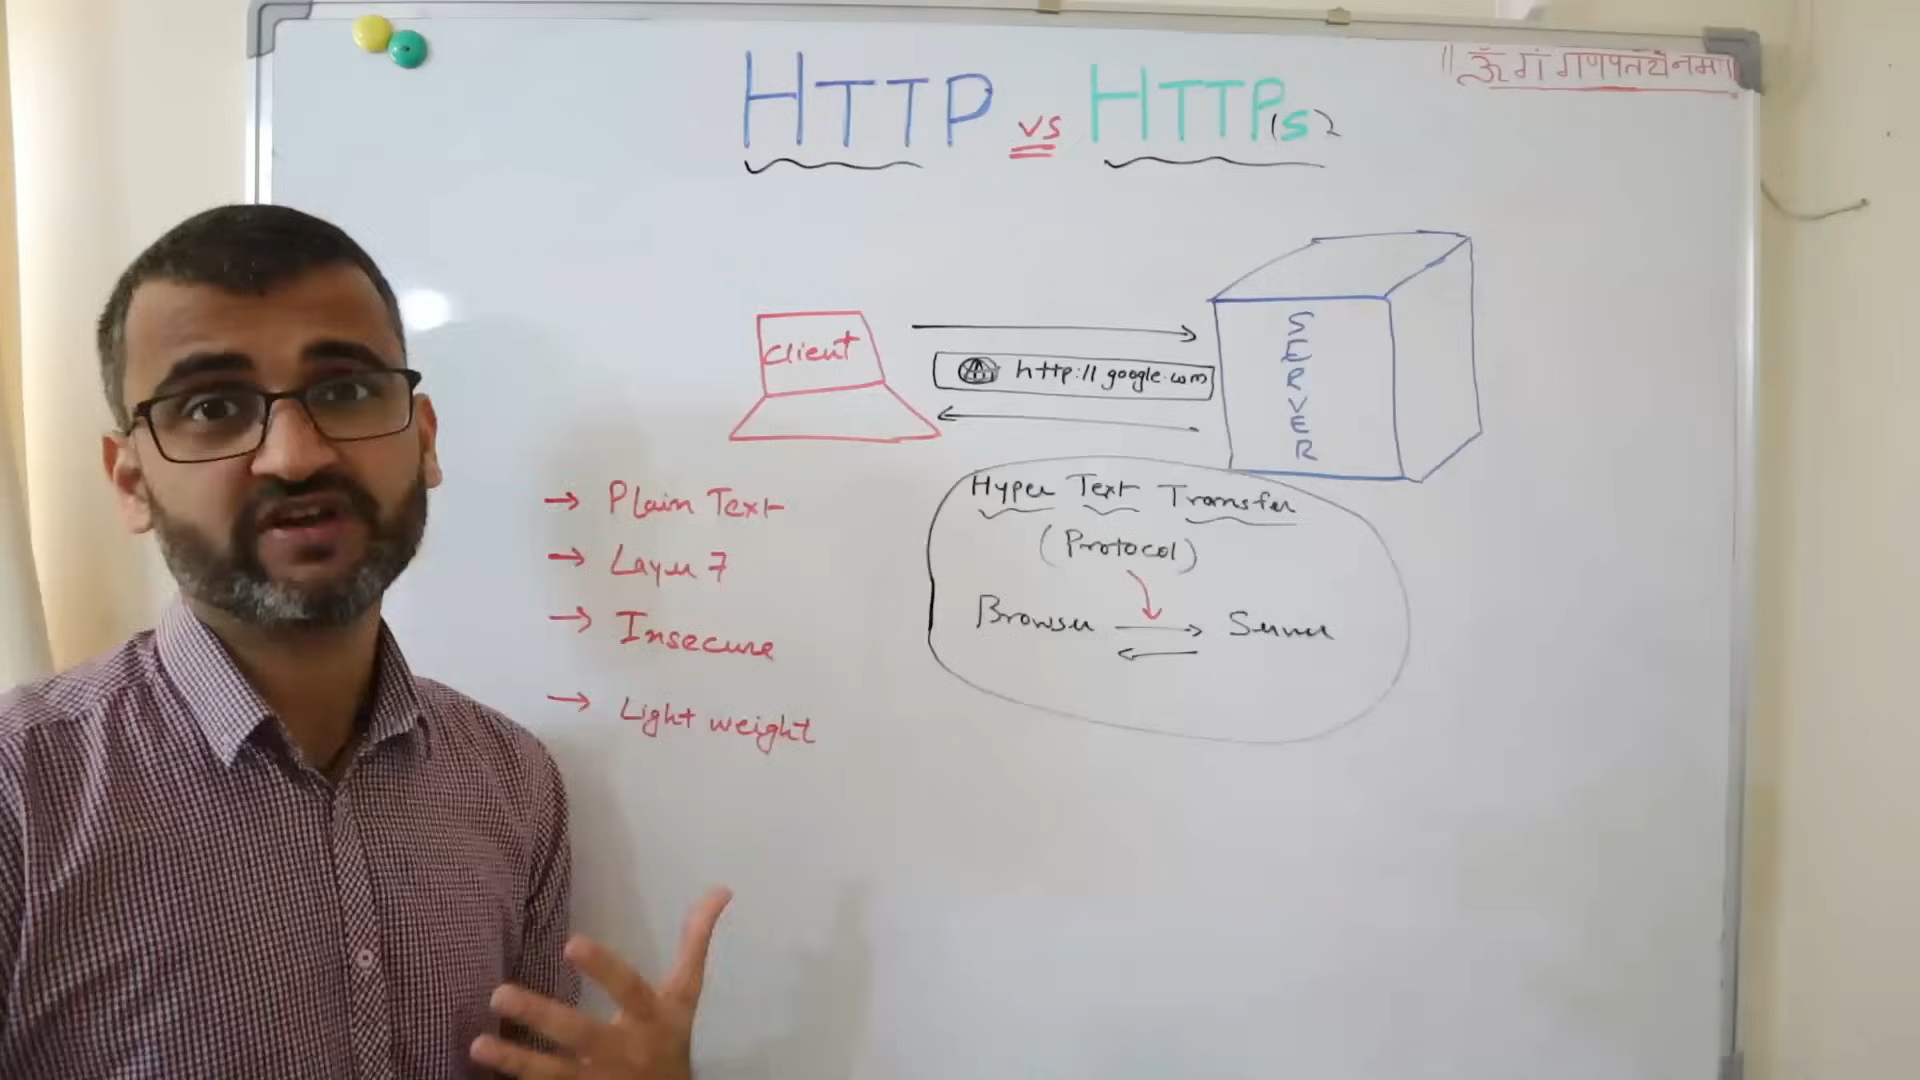 HTTP vs HTTP(S)
॥ ॐ गं गणपतये नमः ॥
Client
http://google.com
SERVER
→ Plain Text
→ Layer 7
→ Insecure
→ Light weight
Hyper Text Transfer
(Protocol)
Browser
Server